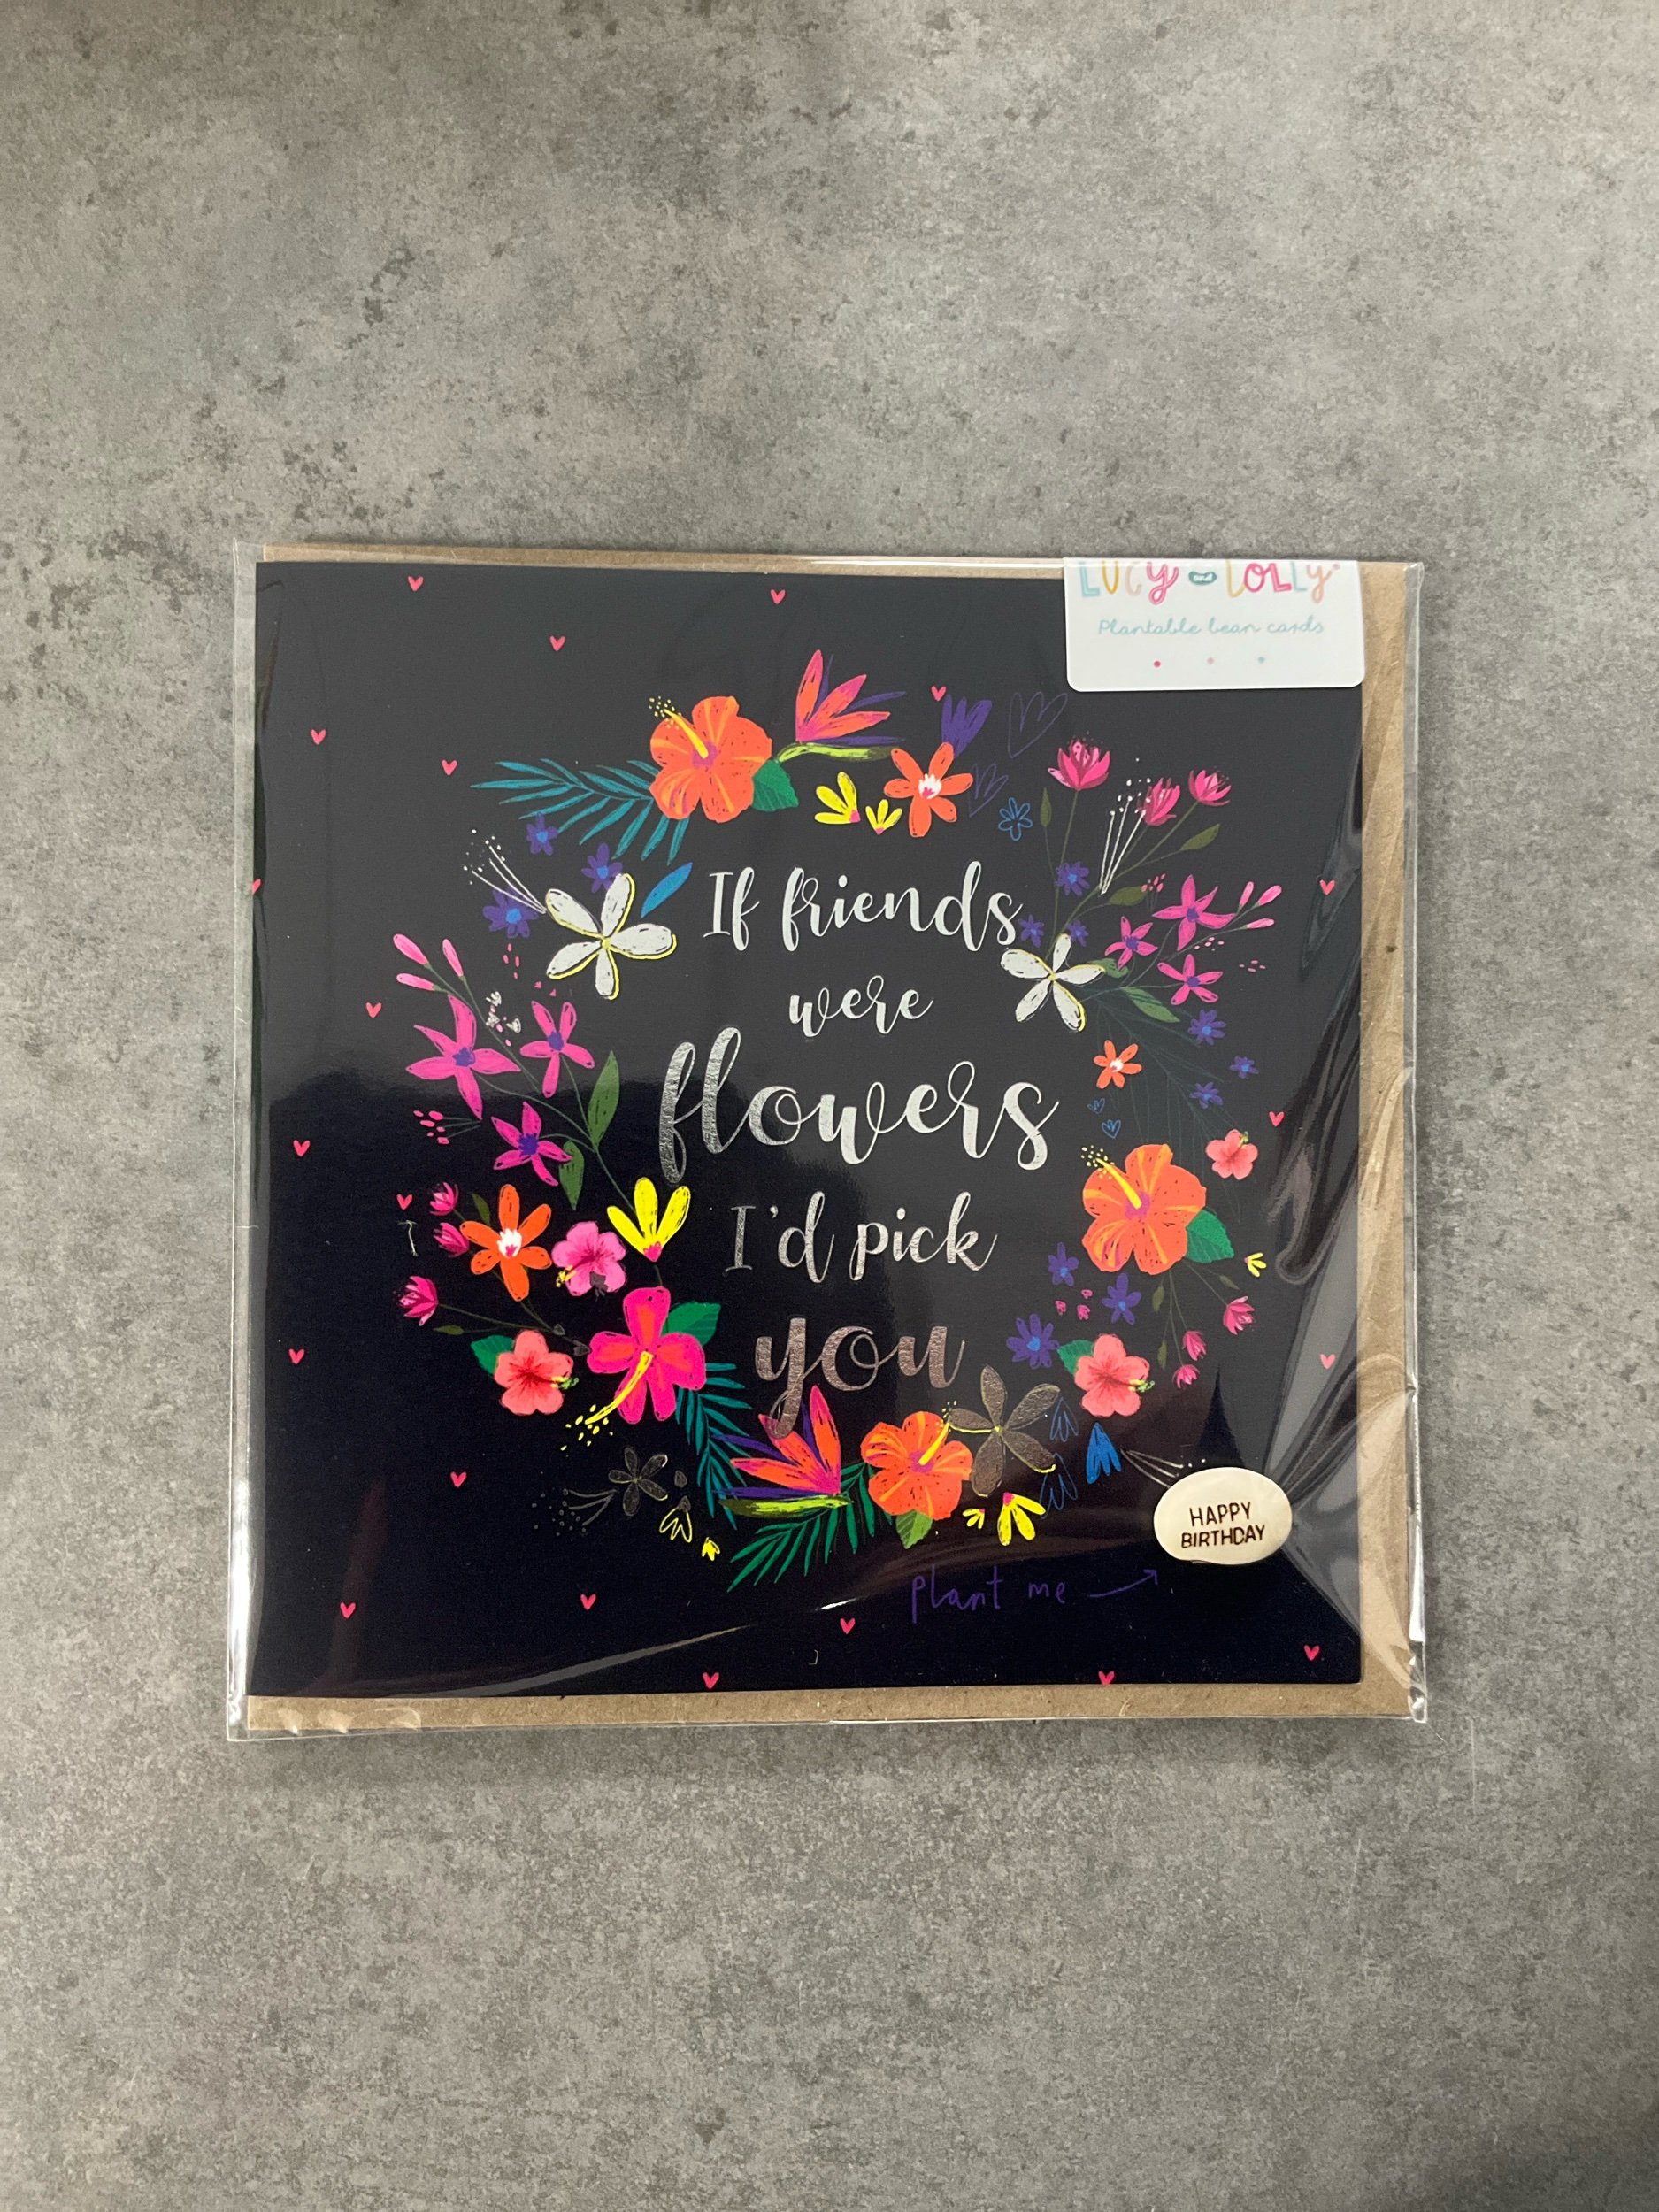 LUCY and LOLLY
Plantable bean cards
If friends
were
flowers
I'd pick
you
HAPPY
BIRTHDAY
plant me